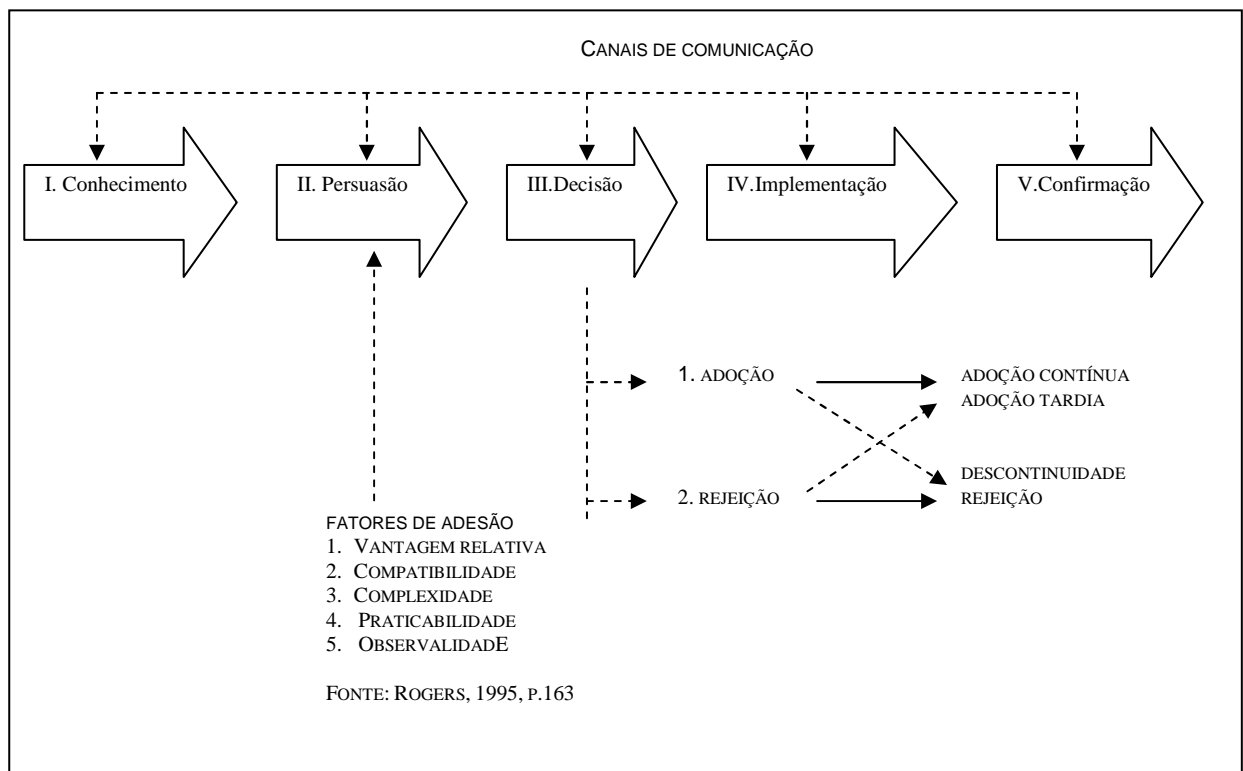 CANAIS DE COMUNICAÇÃO
I. Conhecimento
II. Persuasão
III.Decisão
IV.Implementação
V.Confirmação
1. ADOÇÃO
ADOÇÃO CONTÍNUA
ADOÇÃO TARDIA
DESCONTINUIDADE
2. REJEIÇÃO
REJEIÇÃO
FATORES DE ADESÃO
1. VANTAGEM RELATIVA
2. COMPATIBILIDADE
3. COMPLEXIDADE
4. PRATICABILIDADE
5. OBSERVALIDADE
FONTE: ROGERS, 1995, P.163